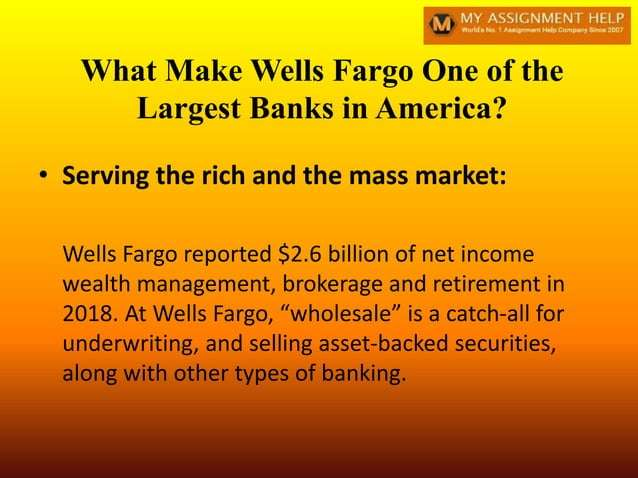 MY ASSIGNMENT HELP
World's No. 1 Assignment Help Company Since 2007
What Make Wells Fargo One of the
Largest Banks in America?
• Serving the rich and the mass market:
Wells Fargo reported $2.6 billion of net income
wealth management, brokerage and retirement in
2018. At Wells Fargo, “wholesale” is a catch-all for
underwriting, and selling asset-backed securities,
along with other types of banking.